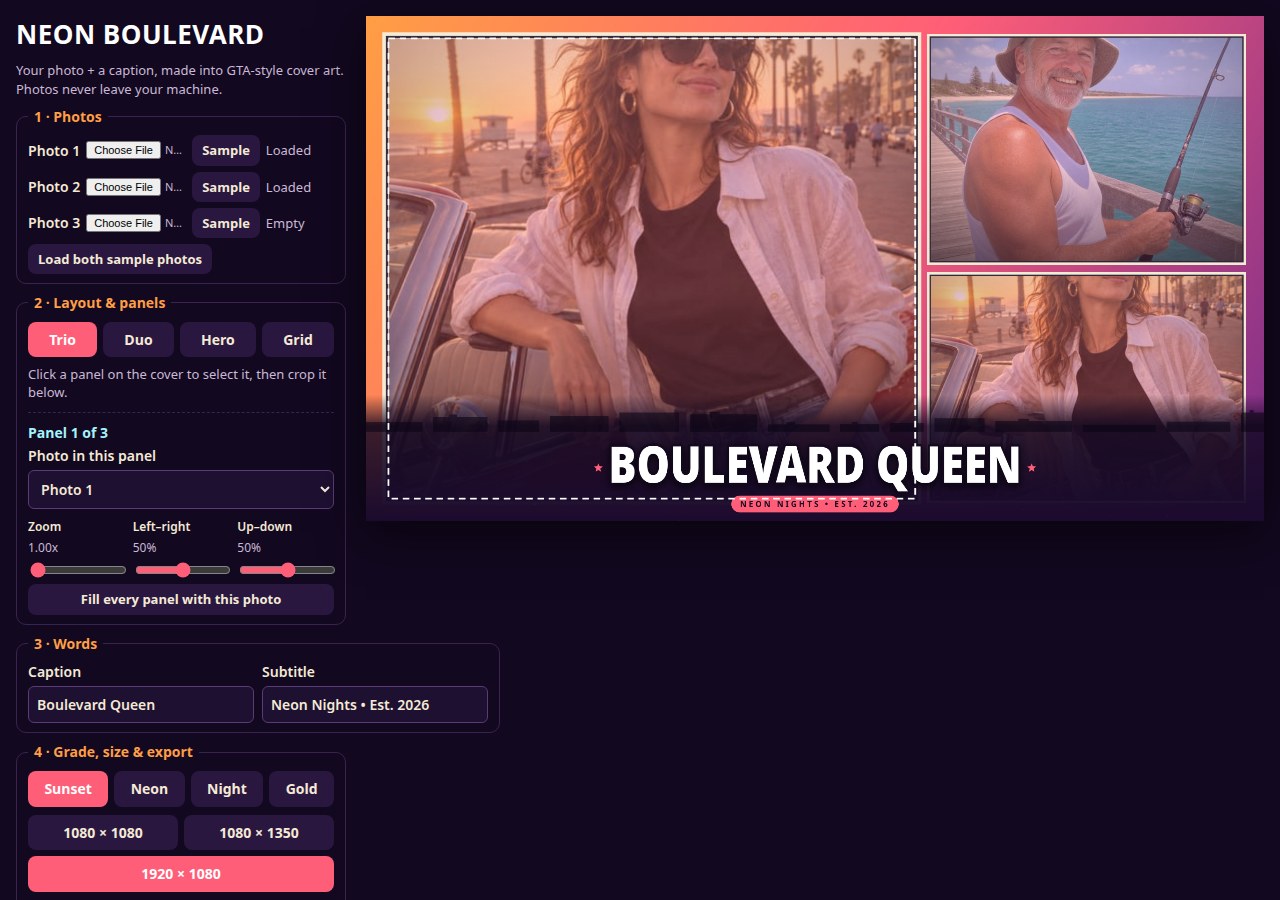 NEON BOULEVARD
Your photo + a caption, made into GTA-style cover art.
Photos never leave your machine.
1 · Photos
Photo 1 Choose File N... Sample Loaded
Photo 2 Choose File N... Sample Loaded
Photo 3 Choose File N... Sample Empty
Load both sample photos
2 · Layout & panels
Trio Duo Hero Grid
Click a panel on the cover to select it, then crop it
below.
Panel 1 of 3
Photo in this panel
Photo 1
Zoom Left–right Up–down
1.00x 50% 50%
Fill every panel with this photo
3 · Words
Caption Subtitle
Boulevard Queen Neon Nights • Est. 2026
4 · Grade, size & export
Sunset Neon Night Gold
1080 × 1080 1080 × 1350
1920 × 1080
BOULEVARD QUEEN
NEON NIGHTS • EST. 2026